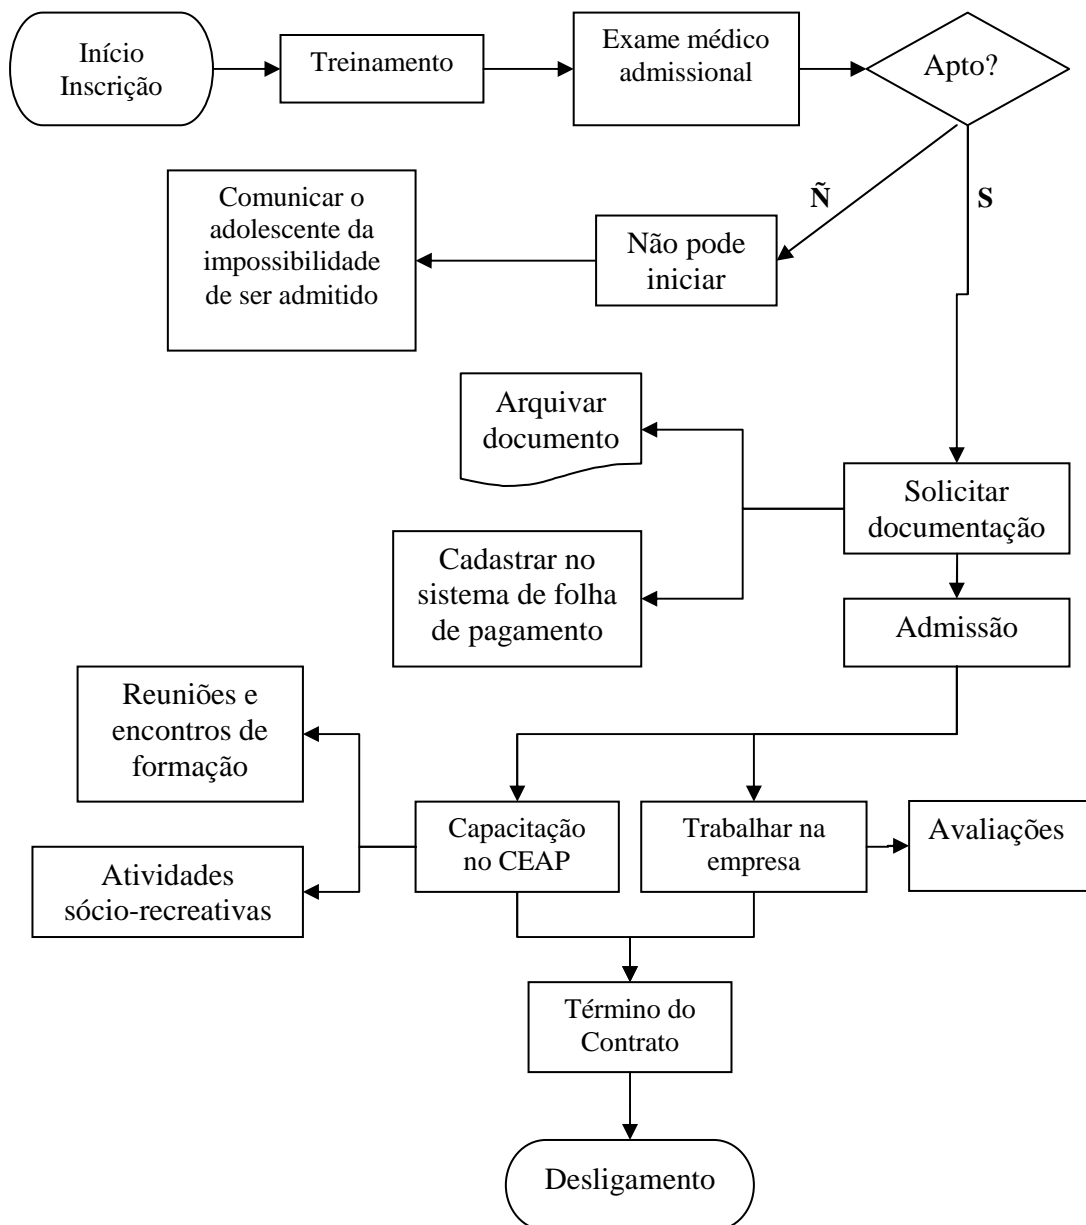 Início
Inscrição
Treinamento
Exame médico
admissional
Apto?
Comunicar o
adolescente da
impossibilidade
de ser admitido
Não pode
iniciar
Ñ
S
Arquivar
documento
Solicitar
documentação
Cadastrar no
sistema de folha
de pagamento
Admissão
Reuniões e
encontros de
formação
Capacitação
no CEAP
Trabalhar na
empresa
Avaliações
Atividades
sócio-recreativas
Término do
Contrato
Desligamento